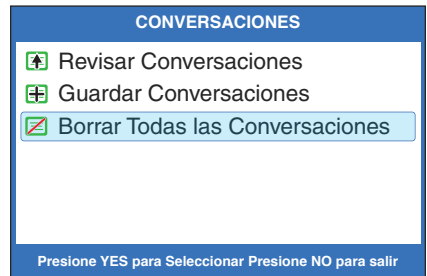 CONVERSACIONES
Revisar Conversaciones
Guardar Conversaciones
Borrar Todas las Conversaciones
Presione YES para Seleccionar Presione NO para salir